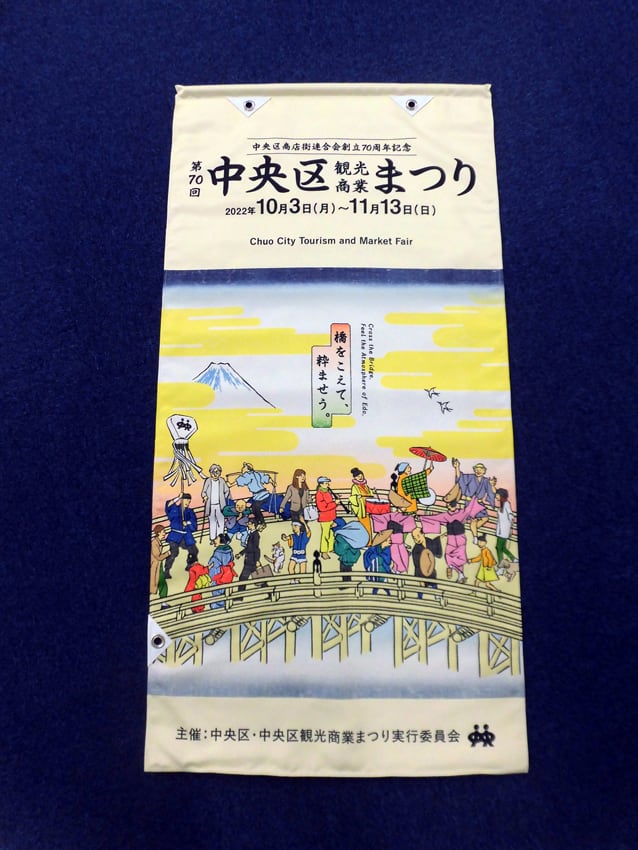 中央区商店街連合会創立70周年記念
第70回
中央区観光商業まつり
2022年10月3日(月)~11月13日(日)
Chuo City Tourism and Market Fair
橋をこえて、
粋ませう。
Cross the Bridge,
Feel the Atmosphere of Edo.
主催:中央区・中央区観光商業まつり実行委員会